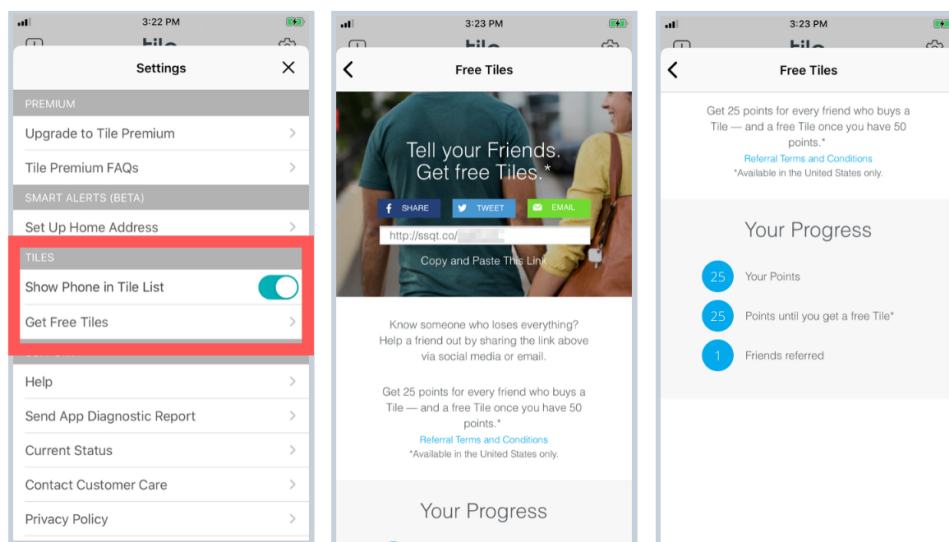 3:22 PM
Settings
PREMIUM
Upgrade to Tile Premium
Tile Premium FAQs
SMART ALERTS (BETA)
Set Up Home Address
TILES
Show Phone in Tile List
Get Free Tiles
Help
Send App Diagnostic Report
Current Status
Contact Customer Care
Privacy Policy
3:23 PM
Free Tiles
Tell your Friends.
Get free Tiles.*
SHARE
TWEET
EMAIL
http://ssqt.co/
Copy and Paste This Link
Know someone who loses everything?
Help a friend out by sharing the link above
via social media or email.
Get 25 points for every friend who buys a
Tile — and a free Tile once you have 50
points.*
Referral Terms and Conditions
*Available in the United States only.
Your Progress
3:23 PM
Free Tiles
Get 25 points for every friend who buys a
Tile — and a free Tile once you have 50
points.*
Referral Terms and Conditions
*Available in the United States only.
Your Progress
25 Your Points
25 Points until you get a free Tile*
1 Friends referred